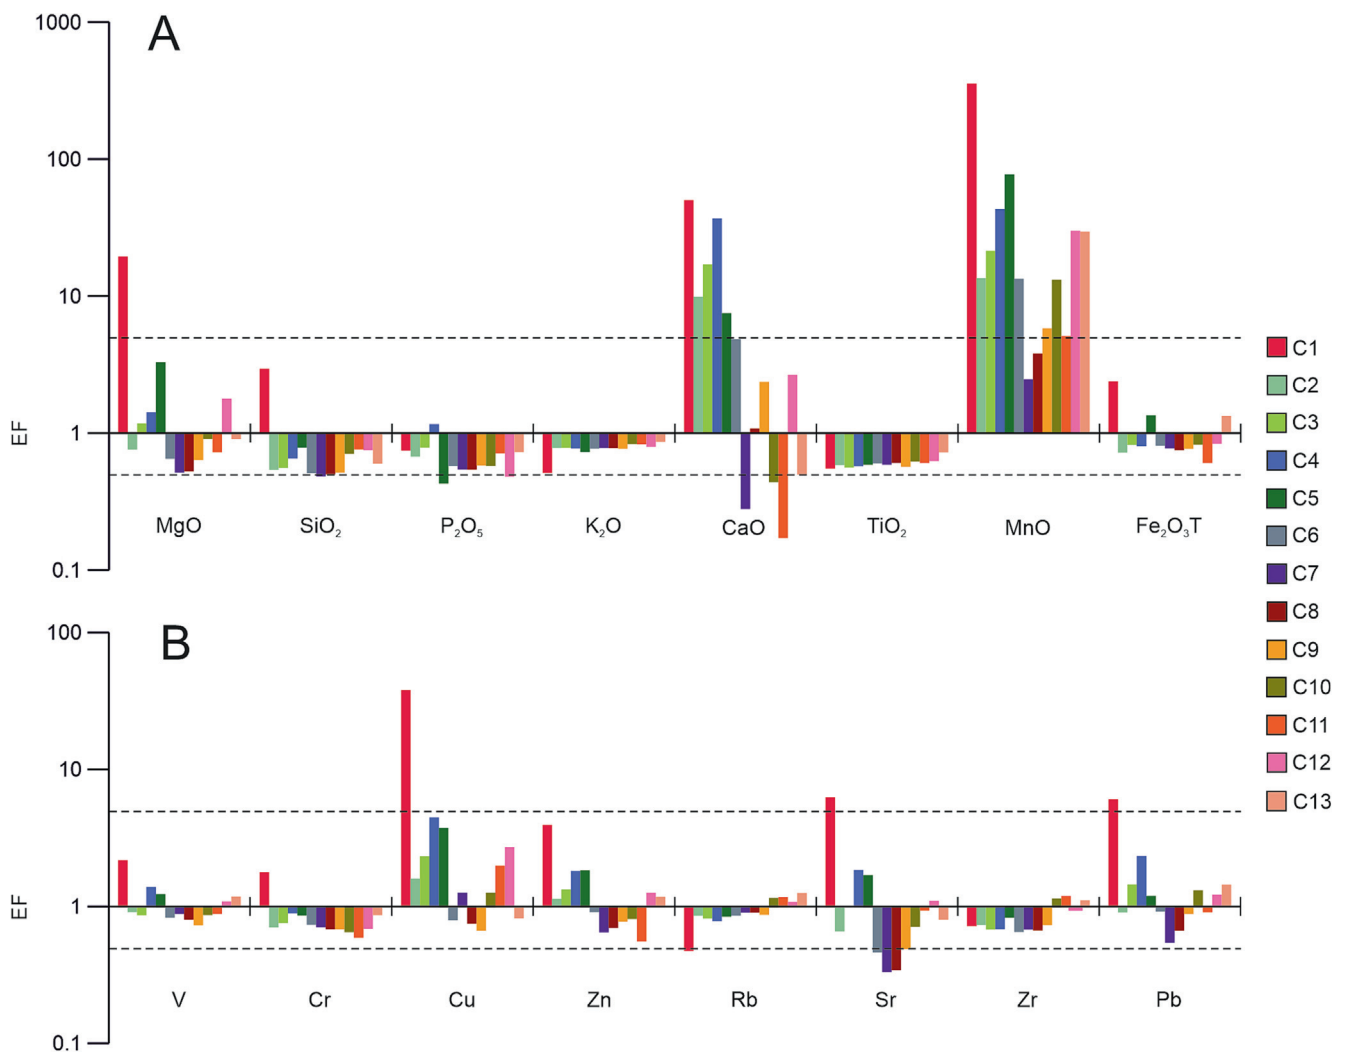 A
1000
100
10
1
0.1
EF
MgO SiO₂ P₂O₅ K₂O CaO TiO₂ MnO Fe₂O₃T
B
100
10
1
0.1
EF
V Cr Cu Zn Rb Sr Zr Pb
C1
C2
C3
C4
C5
C6
C7
C8
C9
C10
C11
C12
C13